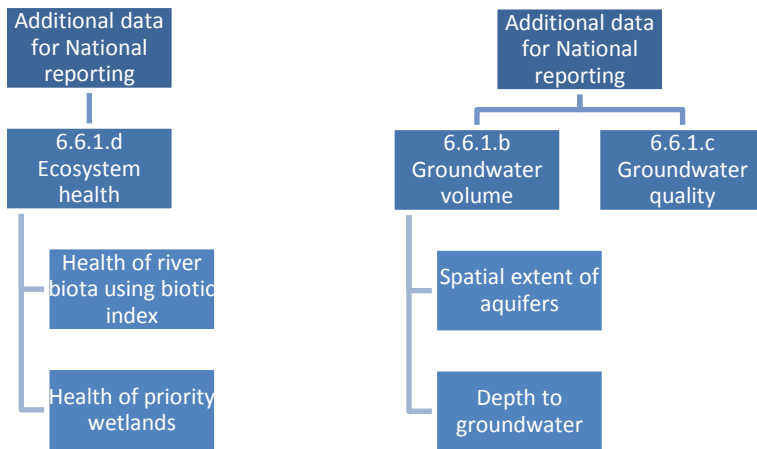 Additional data
for National
reporting
6.6.1.d
Ecosystem
health
Health of river
biota using biotic
index
Health of priority
wetlands
Additional data
for National
reporting
6.6.1.b
Groundwater
volume
6.6.1.c
Groundwater
quality
Spatial extent of
aquifers
Depth to
groundwater